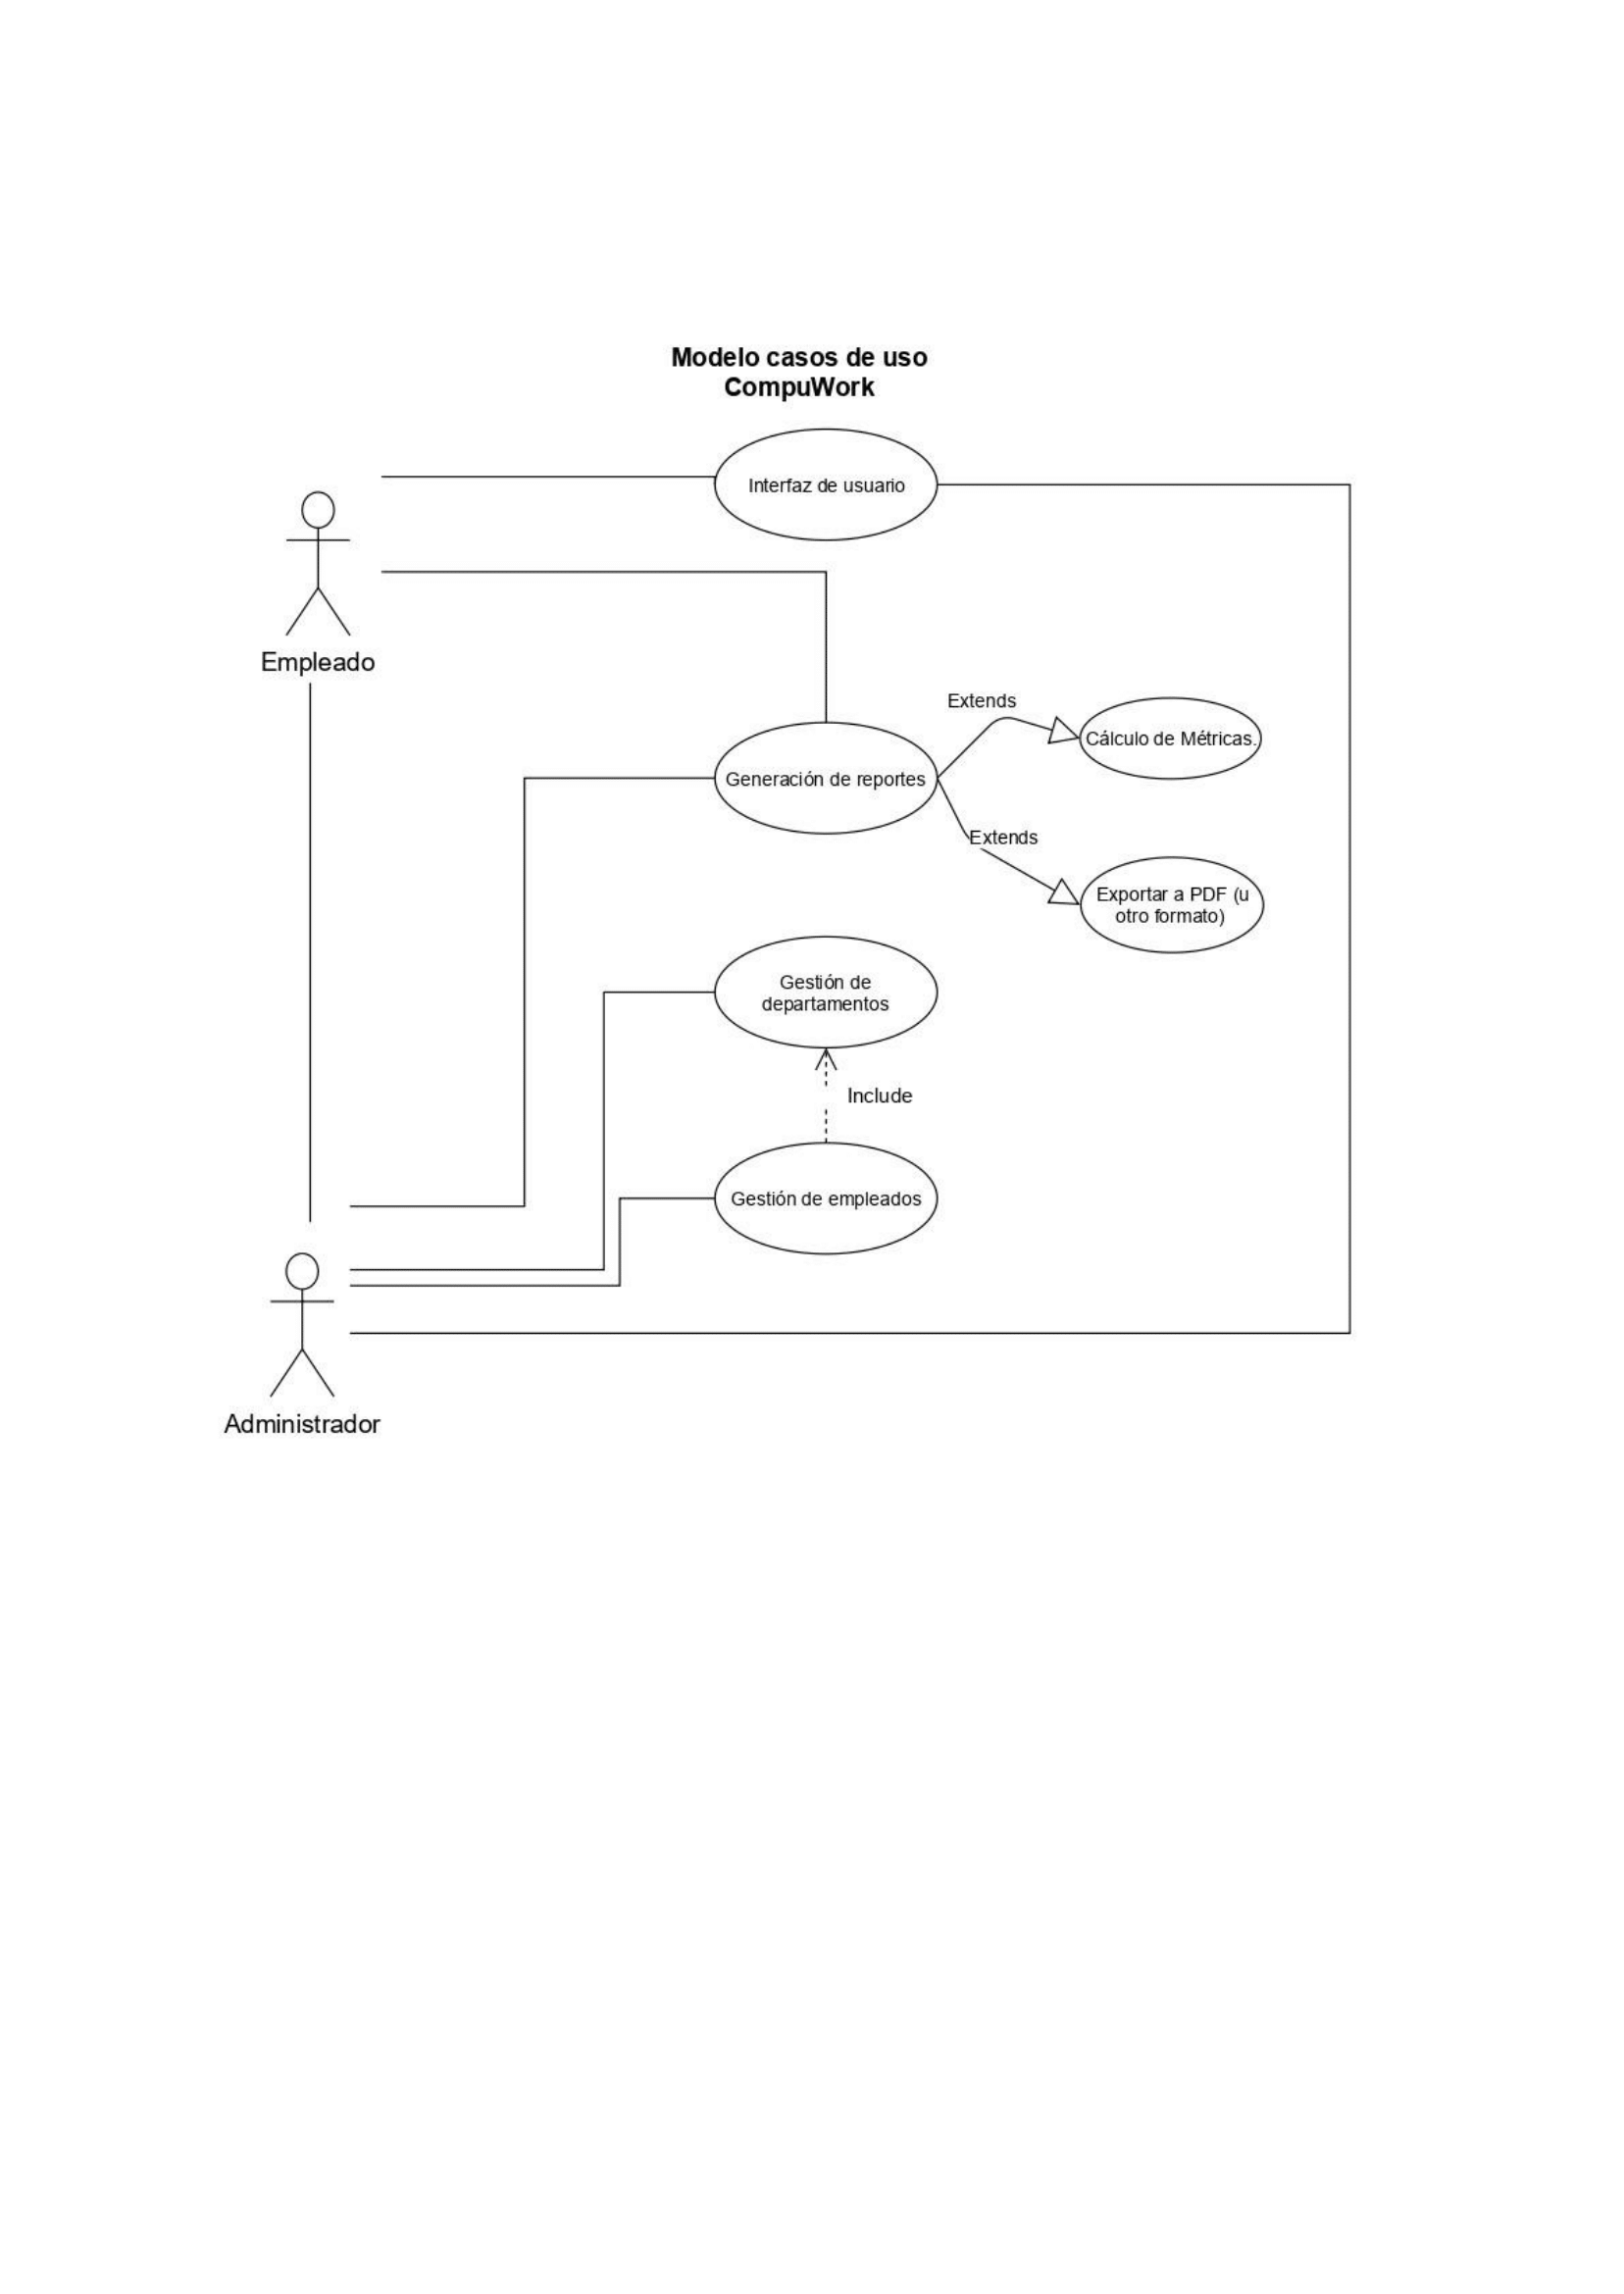 Modelo casos de uso
CompuWork
Interfaz de usuario
Empleado
Extends
Cálculo de Métricas.
Generación de reportes
Extends
Exportar a PDF (u
otro formato)
Gestión de
departamentos
Include
Gestión de empleados
Administrador